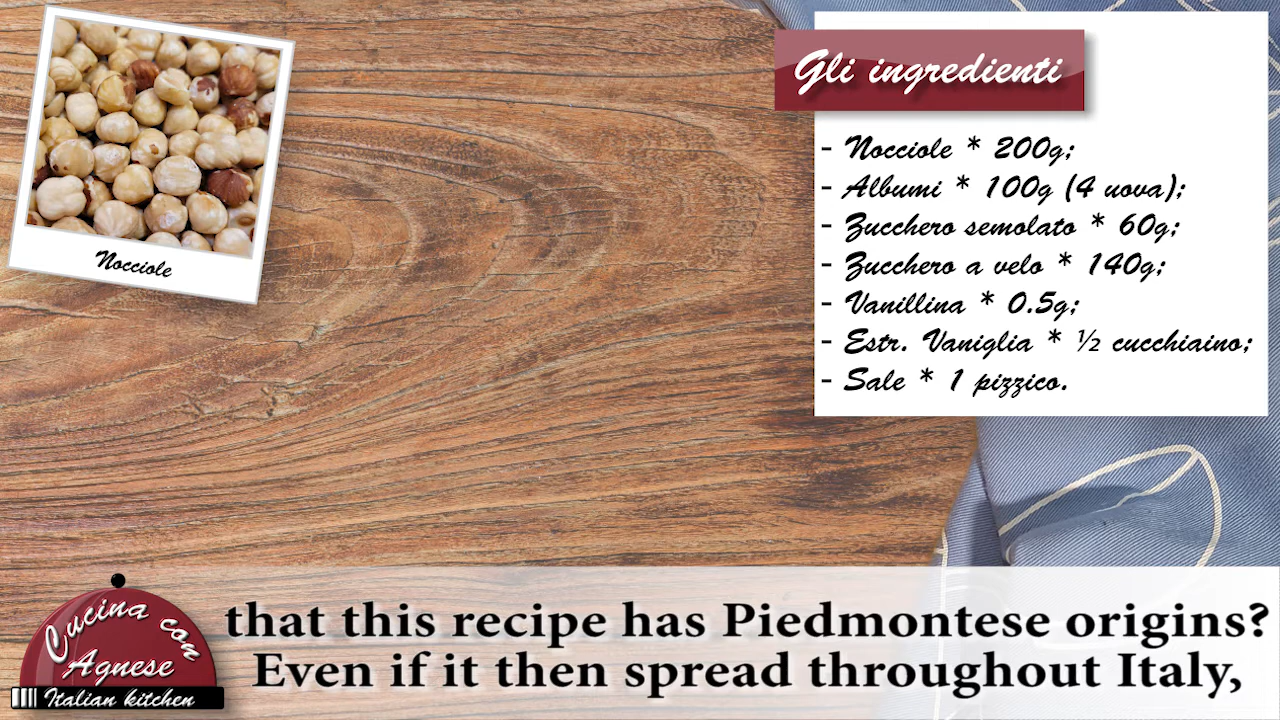 Nocciole
Gli ingredienti
- Nocciole * 200g;
- Albumi * 100g (4 uova);
- Zucchero semolato * 60g;
- Zucchero a velo * 140g;
- Vanillina * 0.5g;
- Estr. Vaniglia * ½ cucchiaino;
- Sale * 1 pizzico.
Cucina con
Agnese
Italian kitchen
that this recipe has Piedmontese origins?
Even if it then spread throughout Italy,